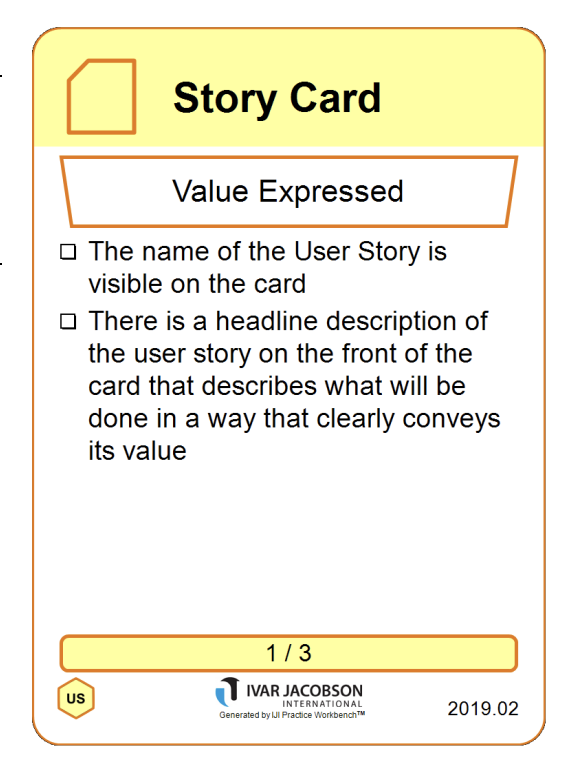 Story Card
Value Expressed
❑ The name of the User Story is
visible on the card
❑ There is a headline description of
the user story on the front of the
card that describes what will be
done in a way that clearly conveys
its value
1 / 3
US
IVAR JACOBSON
INTERNATIONAL
Generated by IJI Practice Workbench™
2019.02